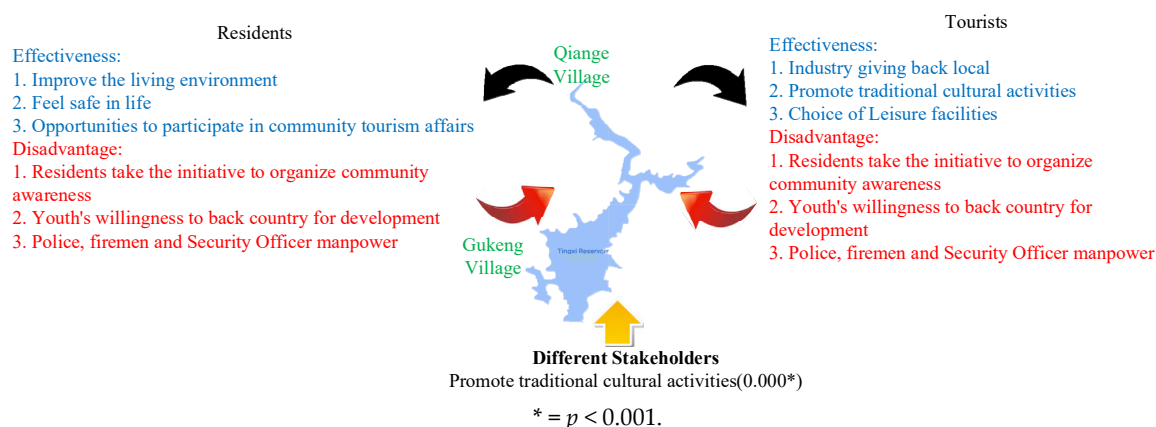 Residents
Effectiveness:
1. Improve the living environment
2. Feel safe in life
3. Opportunities to participate in community tourism affairs
Disadvantage:
1. Residents take the initiative to organize community
awareness
2. Youth's willingness to back country for development
3. Police, firemen and Security Officer manpower
Qiange
Village
Gukeng
Village
Tingxi Reservoir
Tourists
Effectiveness:
1. Industry giving back local
2. Promote traditional cultural activities
3. Choice of Leisure facilities
Disadvantage:
1. Residents take the initiative to organize
community awareness
2. Youth's willingness to back country for
development
3. Police, firemen and Security Officer manpower
Different Stakeholders
Promote traditional cultural activities(0.000*)
* = p < 0.001.